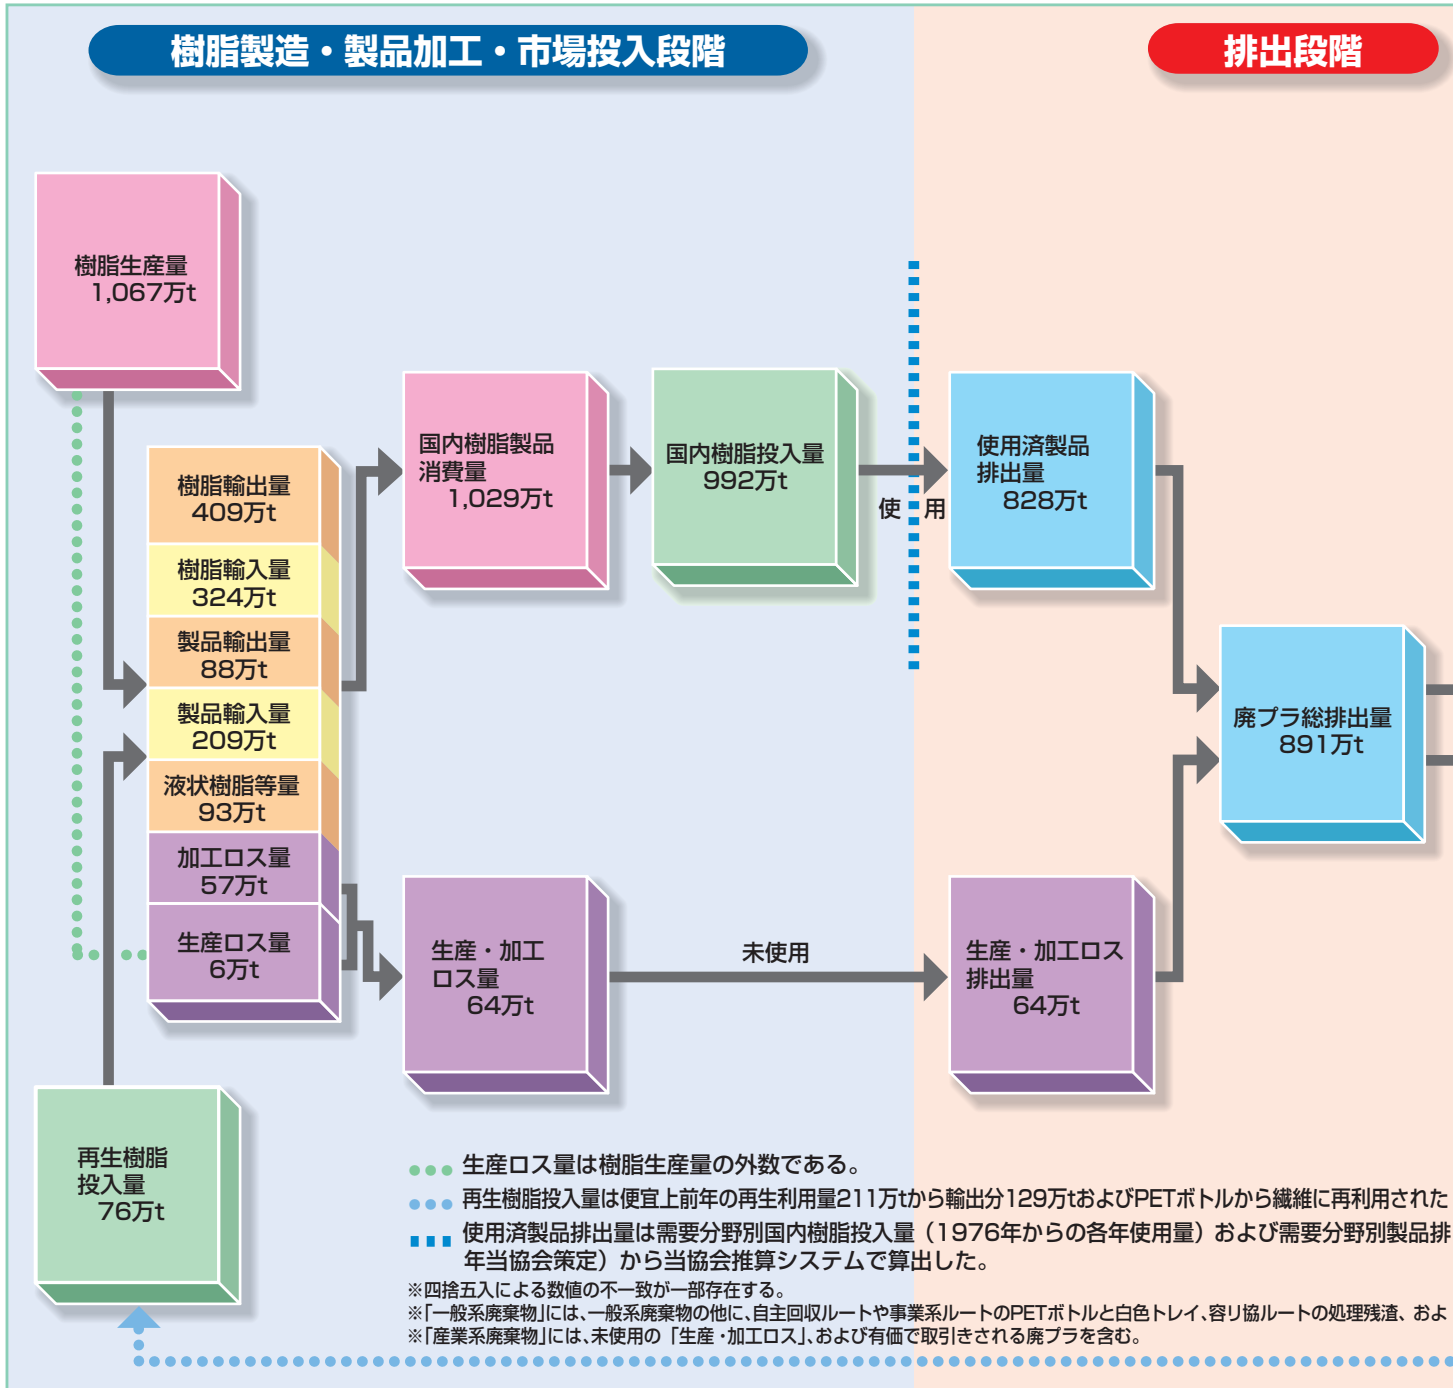 樹脂製造・製品加工・市場投入段階
排出段階
樹脂生産量
1,067万t
樹脂輸出量
409万t
樹脂輸入量
324万t
製品輸出量
88万t
製品輸入量
209万t
液状樹脂等量
93万t
加工ロス量
57万t
生産ロス量
6万t
再生樹脂
投入量
76万t
国内樹脂製品
消費量
1,029万t
国内樹脂投入量
992万t
使用
使用済製品
排出量
828万t
生産・加工
ロス量
64万t
未使用
生産・加工ロス
排出量
64万t
廃プラ総排出量
891万t
生産ロス量は樹脂生産量の外数である。
再生樹脂投入量は便宜上前年の再生利用量211万tから輸出分129万tおよびPETボトルから繊維に再利用された
使用済製品排出量は需要分野別国内樹脂投入量（1976年からの各年使用量）および需要分野別製品排
年当協会策定）から当協会推算システムで算出した。
※四捨五入による数値の不一致が一部存在する。
※「一般系廃棄物」には、一般系廃棄物の他に、自主回収ルートや事業系ルートのPETボトルと白色トレイ、容リ協ルートの処理残渣、およ
※「産業系廃棄物」には、未使用の「生産・加工ロス」、および有価で取引きされる廃プラを含む。